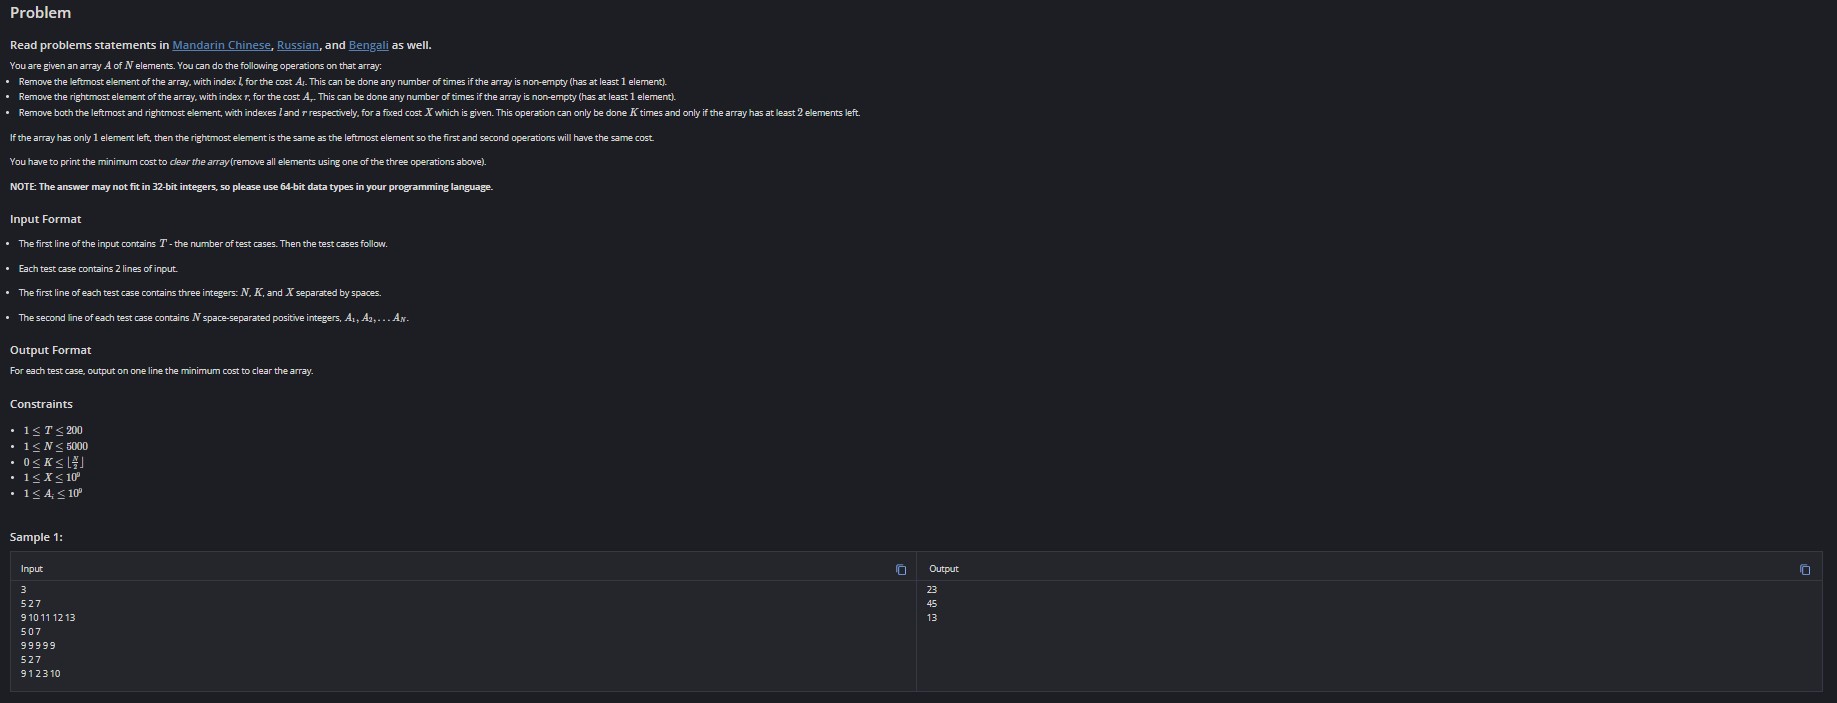 Problem
Read problems statements in Mandarin Chinese, Russian, and Bengali as well.
You are given an array A of N elements. You can do the following operations on that array:
• Remove the leftmost element of the array, with index l, for the cost Aₗ. This can be done any number of times if the array is non-empty (has at least 1 element).
• Remove the rightmost element of the array, with index r, for the cost Aᵣ. This can be done any number of times if the array is non-empty (has at least 1 element).
• Remove both the leftmost and rightmost element, with indexes l and r respectively, for a fixed cost X which is given. This operation can only be done K times and only if the array has at least 2 elements left.
If the array has only 1 element left, then the rightmost element is the same as the leftmost element so the first and second operations will have the same cost.
You have to print the minimum cost to clear the array (remove all elements using one of the three operations above).
NOTE: The answer may not fit in 32-bit integers, so please use 64-bit data types in your programming language.
Input Format
• The first line of the input contains T - the number of test cases. Then the test cases follow.
• Each test case contains 2 lines of input.
• The first line of each test case contains three integers: N, K, and X separated by spaces.
• The second line of each test case contains N space-separated positive integers, A₁, A₂, . . . A_N.
Output Format
For each test case, output on one line the minimum cost to clear the array.
Constraints
• 1 ≤ T ≤ 200
• 1 ≤ N ≤ 5000
• 0 ≤ K ≤ ⌊N/2⌋
• 1 ≤ X ≤ 10⁹
• 1 ≤ Aᵢ ≤ 10⁹
Sample 1:
Input Output
3 23
5 2 7 45
9 10 11 12 13 13
5 0 7
9 9 9 9 9
5 2 7
9 1 2 3 10